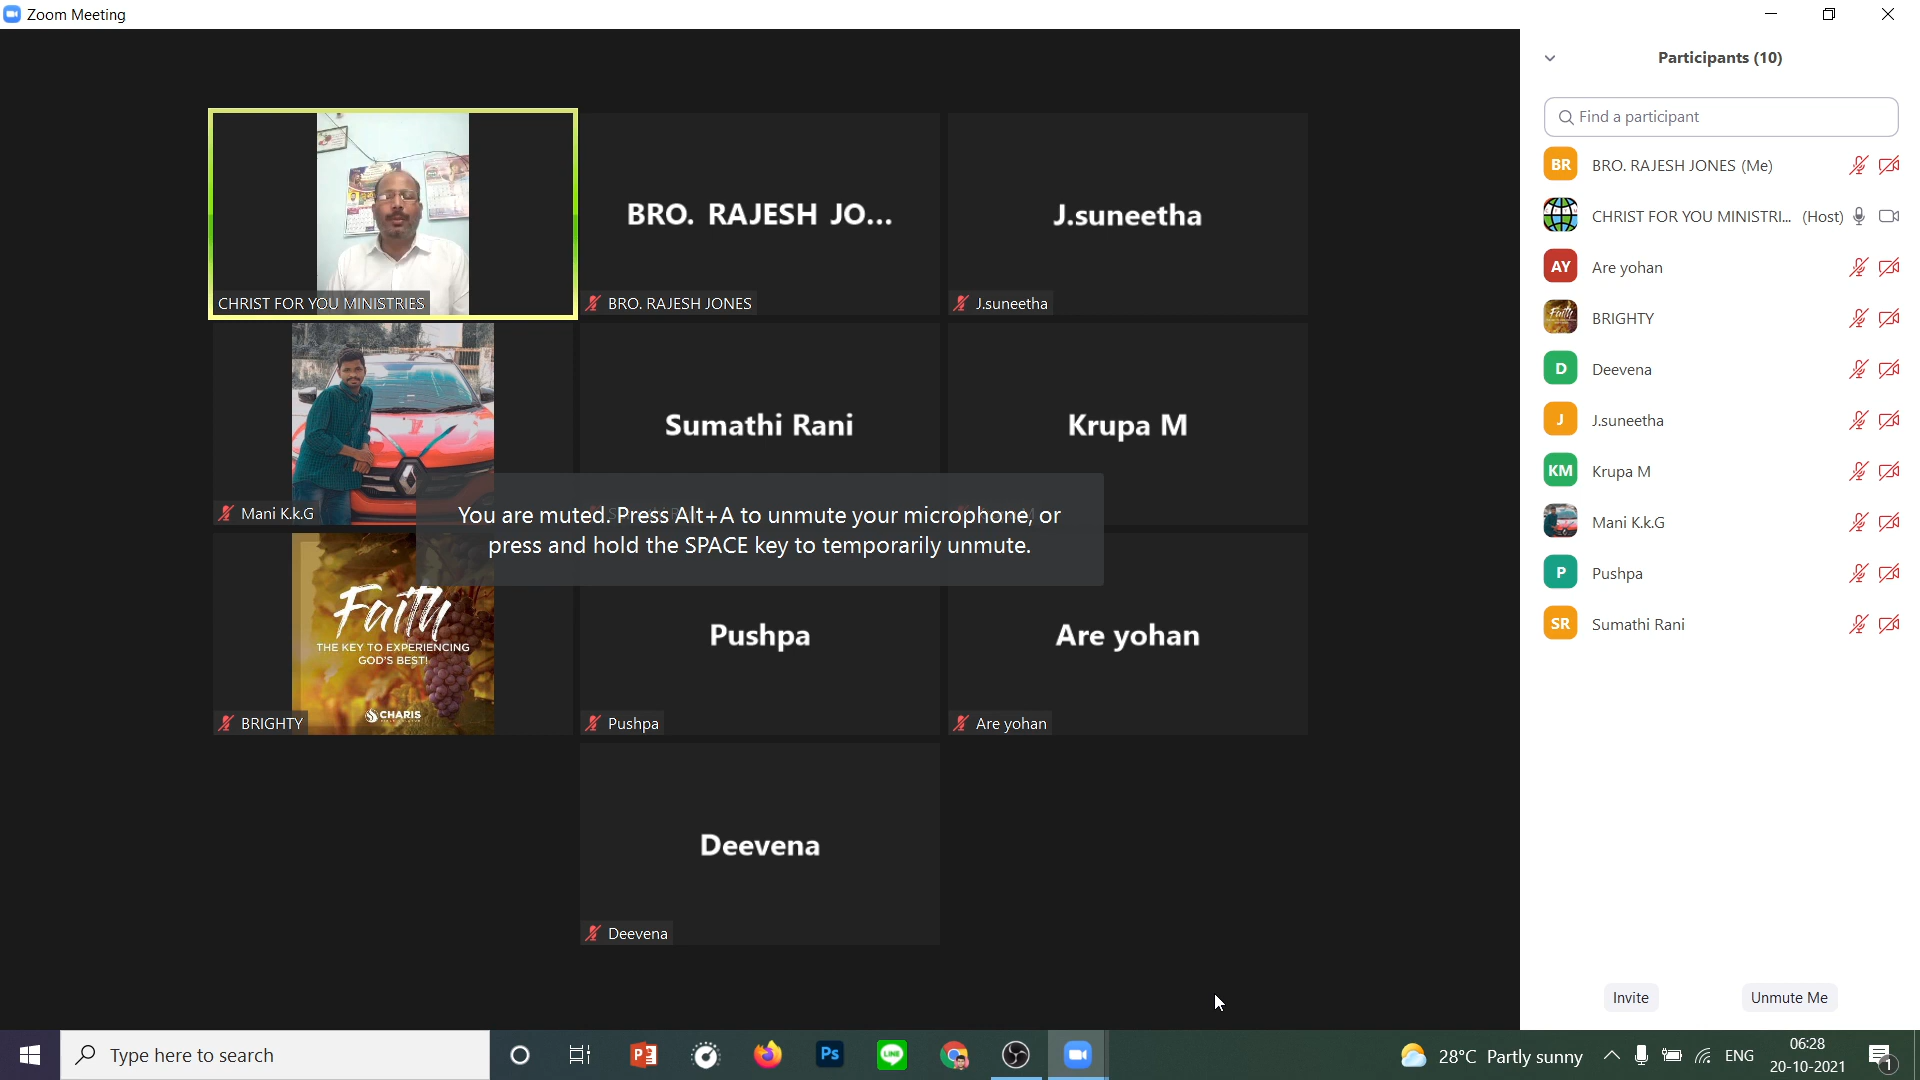 Zoom Meeting
Participants (10)
Find a participant
BR BRO. RAJESH JONES (Me)
CHRIST FOR YOU MINISTRI... (Host)
AY Are yohan
Faith BRIGHTY
D Deevena
J J.suneetha
KM Krupa M
Mani K.k.G
P Pushpa
SR Sumathi Rani
Invite
Unmute Me
CHRIST FOR YOU MINISTRIES
BRO. RAJESH JO...
BRO. RAJESH JONES
J.suneetha
J.suneetha
Mani K.k.G
Sumathi Rani
Krupa M
You are muted. Press Alt+A to unmute your microphone, or
press and hold the SPACE key to temporarily unmute.
Faith
THE KEY TO EXPERIENCING
GOD'S BEST!
CHARIS
BRIGHTY
Pushpa
Pushpa
Are yohan
Are yohan
Deevena
Deevena
Type here to search
P
Ps
LINE
28°C Partly sunny
ENG
06:28
20-10-2021
1